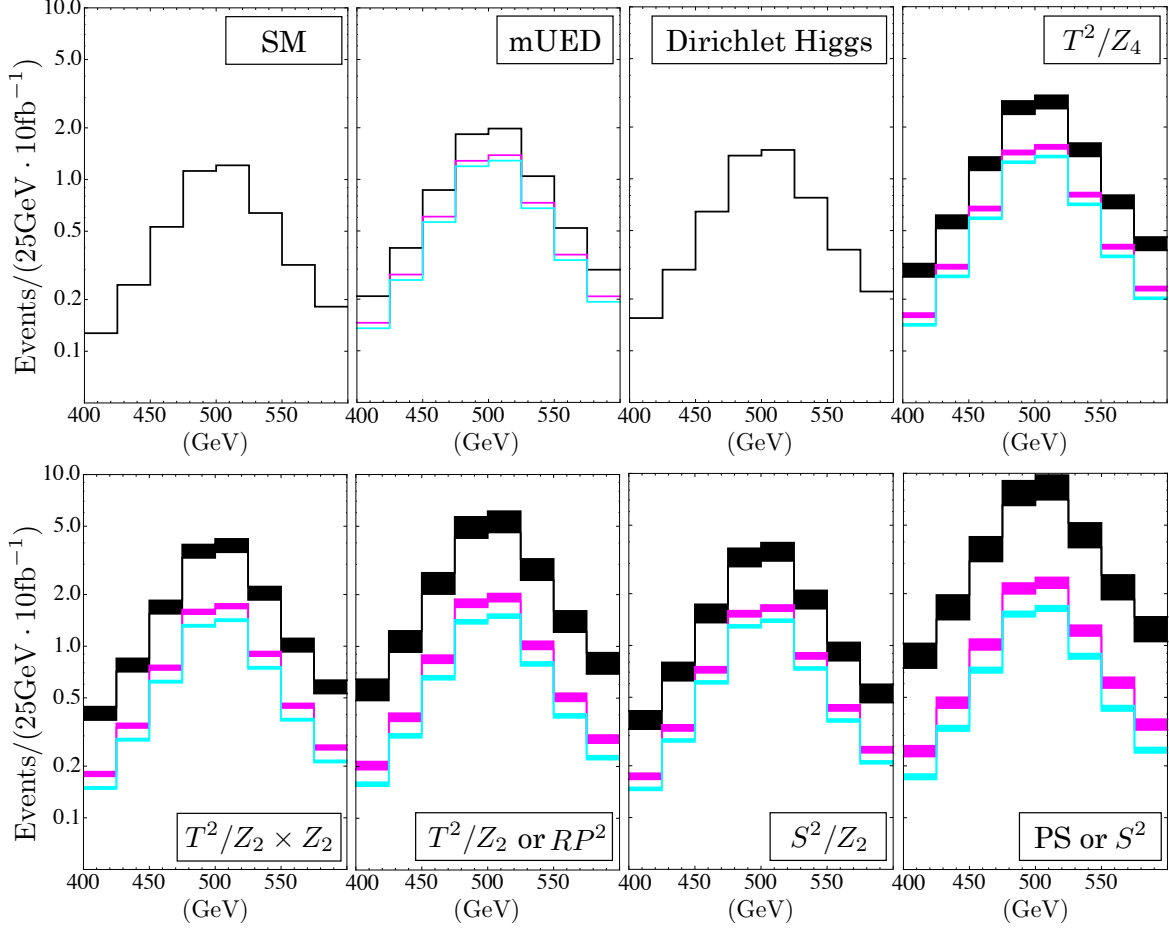 SM
mUED
Dirichlet Higgs
T²/Z₄
Events/(25GeV · 10fb⁻¹)
10.0
5.0
2.0
1.0
0.5
0.2
0.1
400 450 500 550
400 450 500 550
400 450 500 550
400 450 500 550
(GeV)
(GeV)
(GeV)
(GeV)
Events/(25GeV · 10fb⁻¹)
10.0
5.0
2.0
1.0
0.5
0.2
0.1
T²/Z₂ × Z₂
T²/Z₂ or RP²
S²/Z₂
PS or S²
400 450 500 550
400 450 500 550
400 450 500 550
400 450 500 550
(GeV)
(GeV)
(GeV)
(GeV)